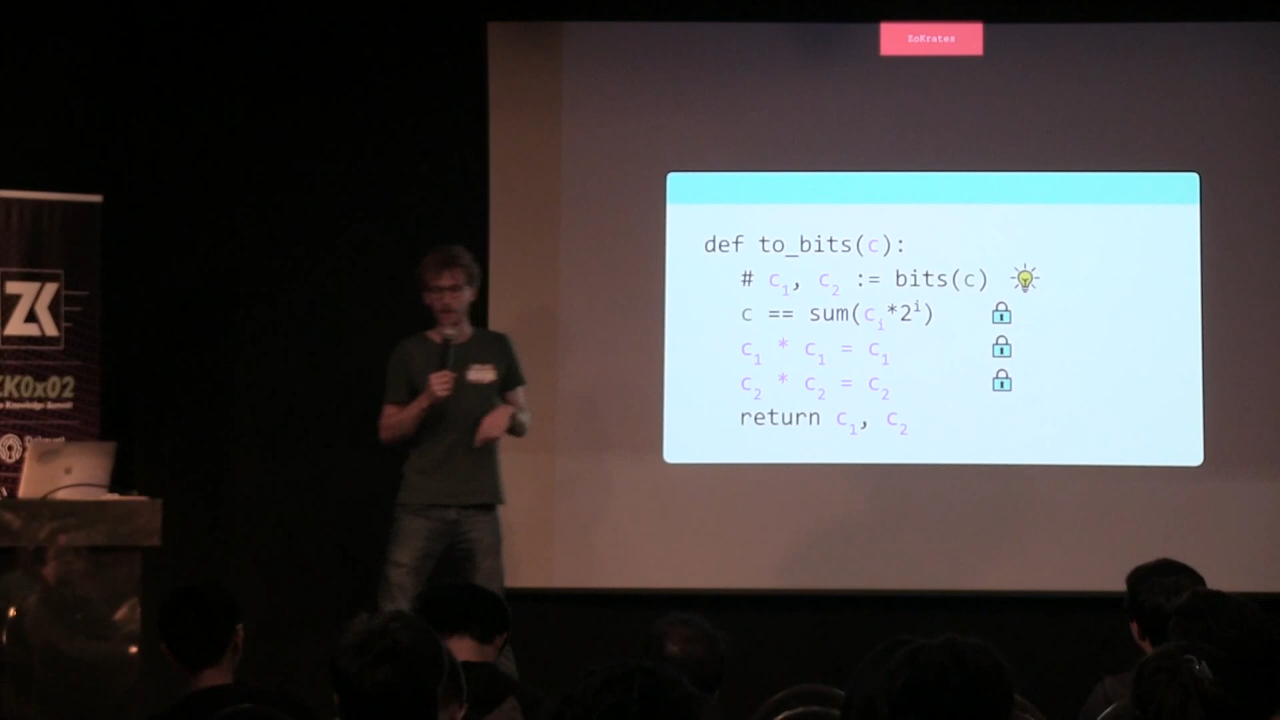 ZoKrates
def to_bits(c):
# c₁, c₂ := bits(c)
c == sum(cᵢ*2ⁱ)
c₁ * c₁ = c₁
c₂ * c₂ = c₂
return c₁, c₂
ZK
ZK0x02